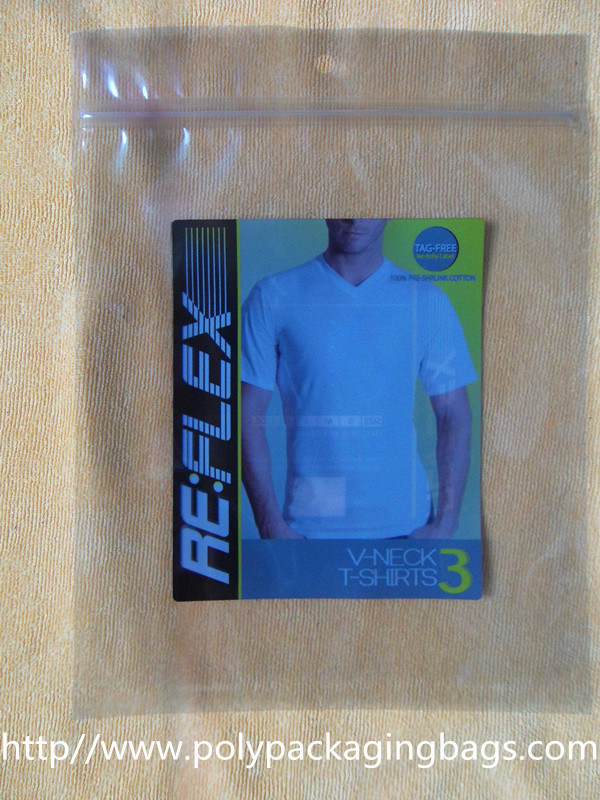 TAG-FREE
100% PRE-SHRUNK COTTON
RE:FLEX
V-NECK
T-SHIRTS 3
http//www.polypackagingbags.com